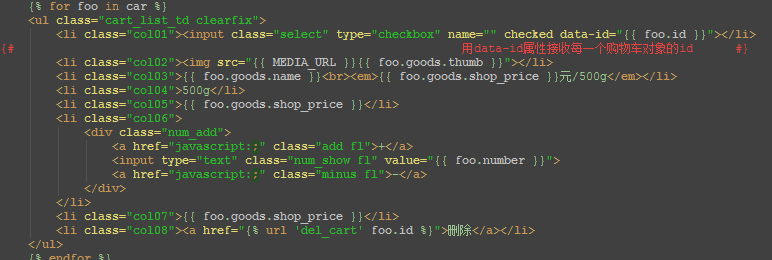 {% for foo in car %}
<ul class="cart_list_td clearfix">
<li class="col01"><input class="select" type="checkbox" name="" checked data-id="{{ foo.id }}"></li>
{# 用data-id属性接收每一个购物车对象的id #}
<li class="col02"><img src="{{ MEDIA_URL }}{{ foo.goods.thumb }}"></li>
<li class="col03">{{ foo.goods.name }}<br><em>{{ foo.goods.shop_price }}元/500g</em></li>
<li class="col04">500g</li>
<li class="col05">{{ foo.goods.shop_price }}</li>
<li class="col06">
<div class="num_add">
<a href="javascript:;" class="add fl">+</a>
<input type="text" class="num_show fl" value="{{ foo.number }}">
<a href="javascript:;" class="minus fl">-</a>
</div>
</li>
<li class="col07">{{ foo.goods.shop_price }}</li>
<li class="col08"><a href="{% url 'del_cart' foo.id %}">删除</a></li>
</ul>
{% endfor %}